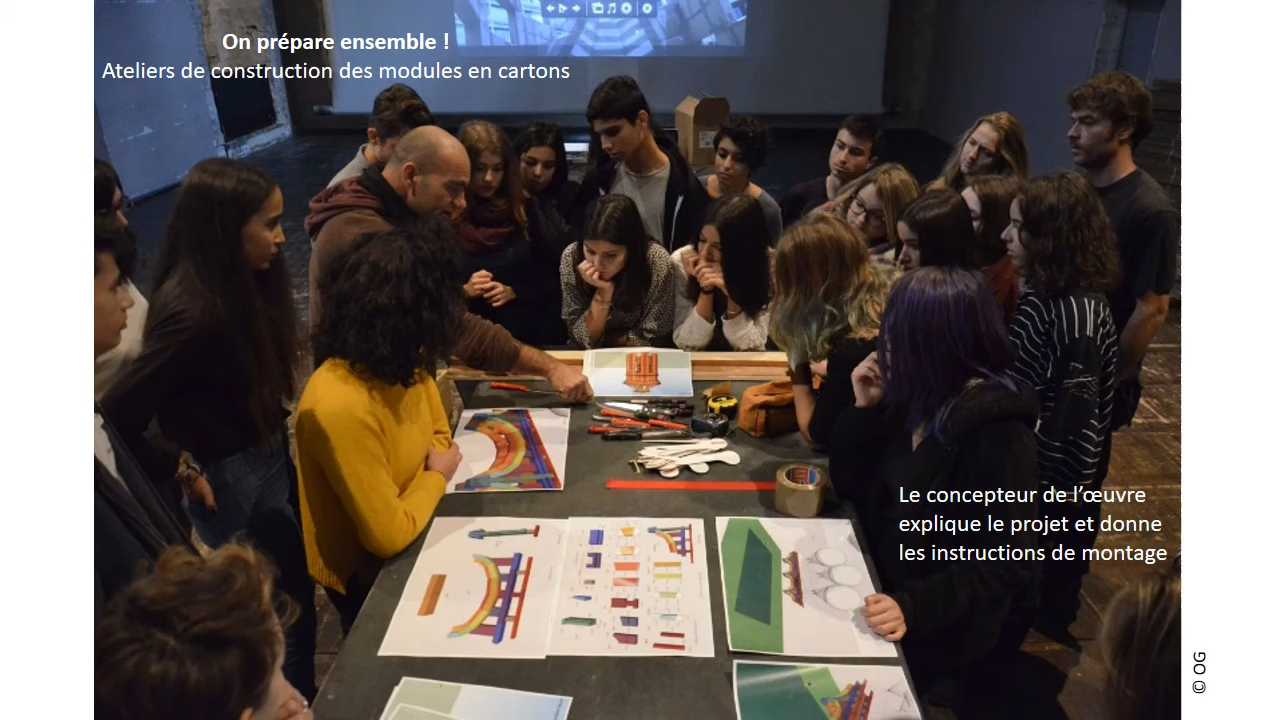 On prépare ensemble !
Ateliers de construction des modules en cartons
Le concepteur de l’œuvre
explique le projet et donne
les instructions de montage
© OG